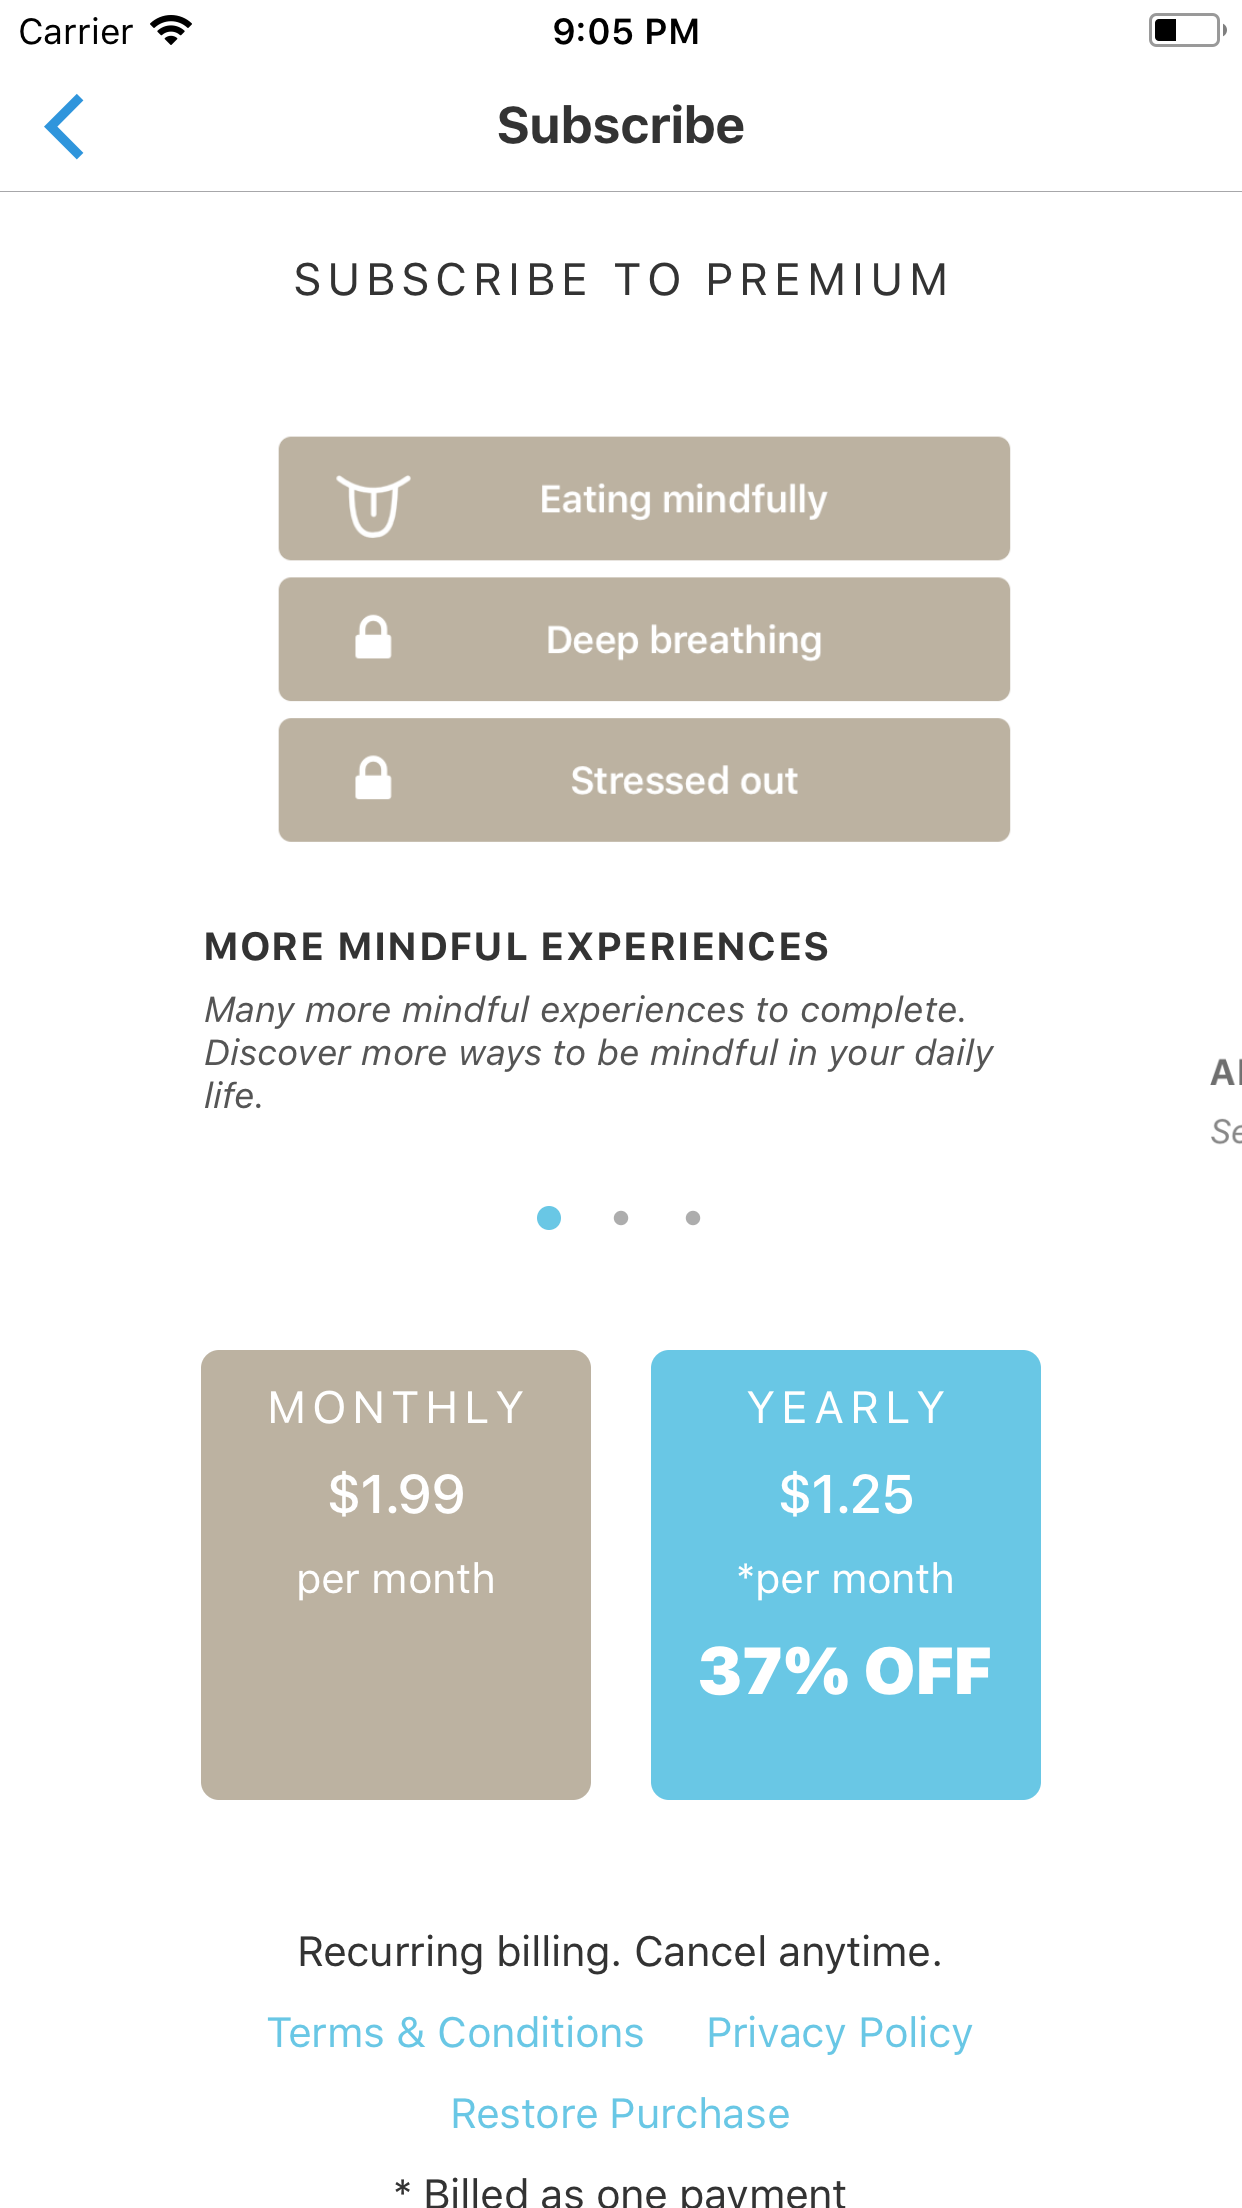 Carrier 9:05 PM
Subscribe
SUBSCRIBE TO PREMIUM
Eating mindfully
Deep breathing
Stressed out
MORE MINDFUL EXPERIENCES
Many more mindful experiences to complete.
Discover more ways to be mindful in your daily
life.
MONTHLY
$1.99
per month
YEARLY
$1.25
*per month
37% OFF
Recurring billing. Cancel anytime.
Terms & Conditions Privacy Policy
Restore Purchase
* Billed as one payment